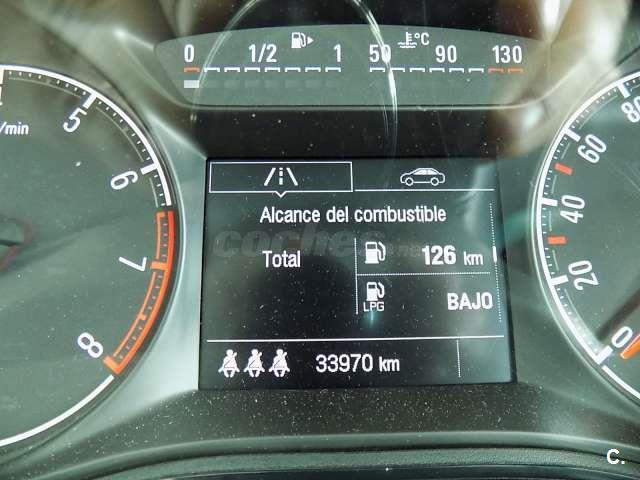 0 1/2 1 50 °C 90 130
5
/min
6
7
8
Alcance del combustible
Total
126 km
LPG
BAJO
33970 km
80
60
40
20
0
coches
C.